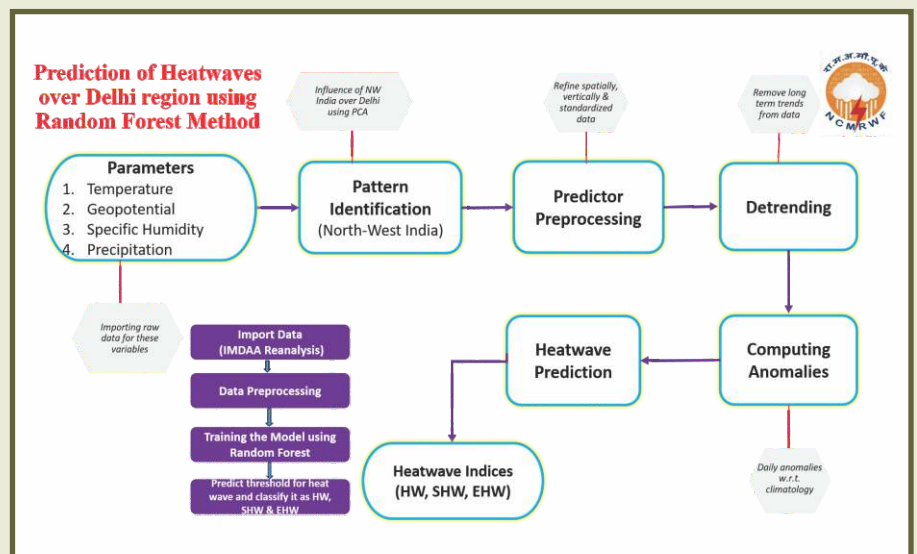 Prediction of Heatwaves
over Delhi region using
Random Forest Method
Influence of NW
India over Delhi
using PCA
Refine spatially,
vertically &
standardized
data
Remove long
term trends
from data
रा.म.अ.मौ.पू.के.
NCMRWF
Parameters
1. Temperature
2. Geopotential
3. Specific Humidity
4. Precipitation
Pattern
Identification
(North-West India)
Predictor
Preprocessing
Detrending
Importing raw
data for these
variables
Import Data
(IMDAA Reanalysis)
Data Preprocessing
Training the Model using
Random Forest
Predict threshold for heat
wave and classify it as HW,
SHW & EHW
Heatwave
Prediction
Computing
Anomalies
Heatwave Indices
(HW, SHW, EHW)
Daily anomalies
w.r.t.
climatology